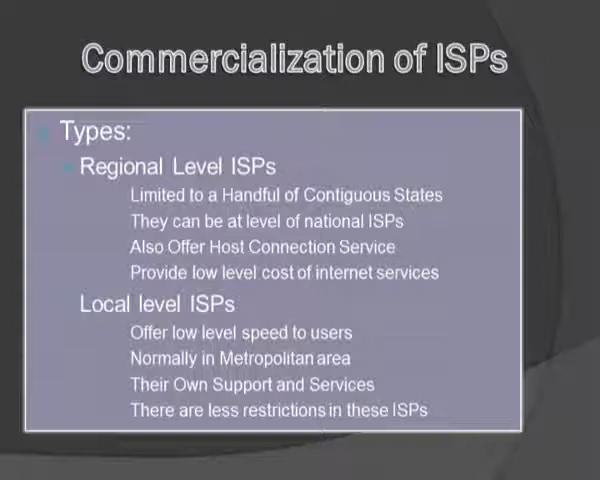 Commercialization of ISPs
Types:
Regional Level ISPs
Limited to a Handful of Contiguous States
They can be at level of national ISPs
Also Offer Host Connection Service
Provide low level cost of internet services
Local level ISPs
Offer low level speed to users
Normally in Metropolitan area
Their Own Support and Services
There are less restrictions in these ISPs